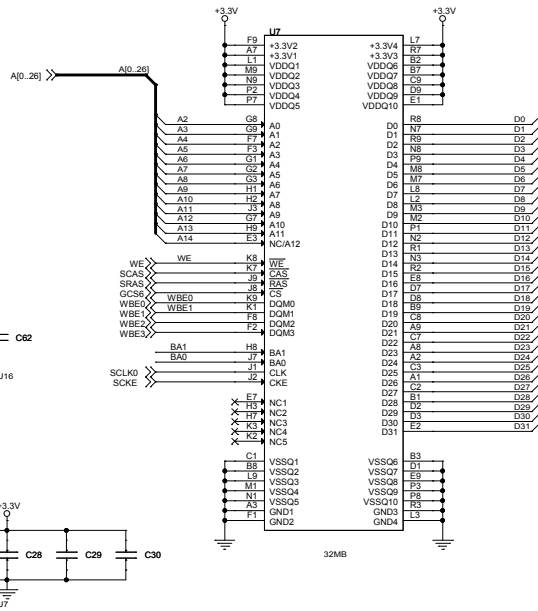 +3.3V +3.3V
U7
F9 +3.3V2 +3.3V4 L7
A7 +3.3V1 +3.3V3 R7
L1 VDDQ1 VDDQ6 B2
M9 VDDQ2 VDDQ7 B7
N9 VDDQ3 VDDQ8 C9
P2 VDDQ4 VDDQ9 D9
P7 VDDQ5 VDDQ10 E1
A[0..26] A[0..26]
A2 G8 A0 D0 R8 D0
A3 G9 A1 D1 N7 D1
A4 F7 A2 D2 R9 D2
A5 F3 A3 D3 N8 D3
A6 G1 A4 D4 P9 D4
A7 G2 A5 D5 M8 D5
A8 G3 A6 D6 M7 D6
A9 H1 A7 D7 L8 D7
A10 H2 A8 D8 L2 D8
A11 J3 A9 D9 M3 D9
A12 G7 A10 D10 M2 D10
A13 H9 A11 D11 P1 D11
A14 E3 NC/A12 D12 N2 D12
D13 R1 D13
WE WE K8 WE D14 N3 D14
SCAS K7 CAS D15 R2 D15
SRAS J9 RAS D16 E8 D16
GCS6 J8 CS D17 D7 D17
WBE0 WBE0 K9 DQM0 D18 D8 D18
WBE1 WBE1 K1 DQM1 D19 B9 D19
WBE2 F8 DQM2 D20 C8 D20
WBE3 F2 DQM3 D21 A9 D21
D22 C7 D22
BA1 H8 BA1 D23 A8 D23
BA0 J7 BA0 D24 A2 D24
SCLK0 J1 CLK D25 C3 D25
SCKE J2 CKE D26 A1 D26
D27 C2 D27
E7 NC1 D28 B1 D28
H3 NC2 D29 D2 D29
H7 NC3 D30 D3 D30
K3 NC4 D31 E2 D31
K2 NC5
C1 VSSQ1 VSSQ6 B3
B8 VSSQ2 VSSQ7 D1
L9 VSSQ3 VSSQ8 E9
M1 VSSQ4 VSSQ9 P3
N1 VSSQ5 VSSQ10 P8
A3 GND1 GND3 R3
F1 GND2 GND4 L3
32MB
C62
U16
+3.3V
C28 C29 C30
U7